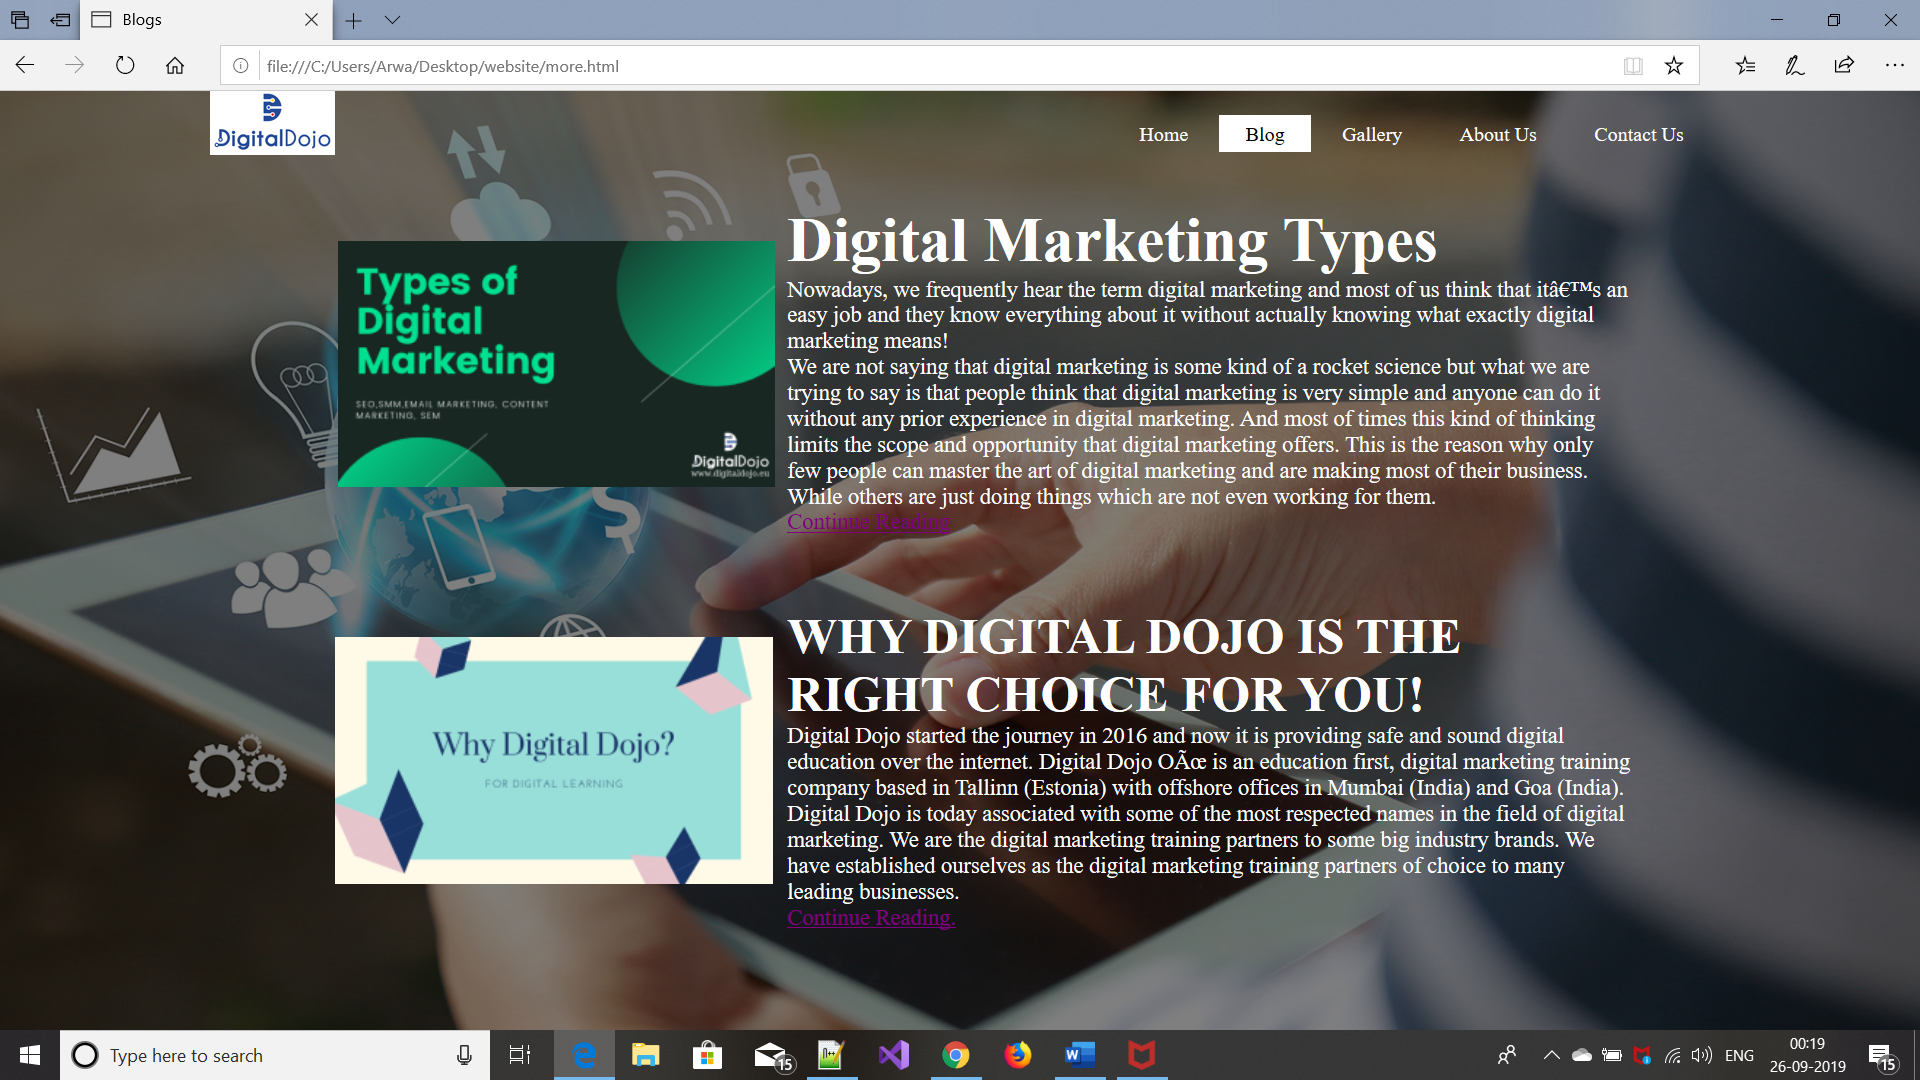 Blogs
file:///C:/Users/Arwa/Desktop/website/more.html
DigitalDojo
Home
Blog
Gallery
About Us
Contact Us
Types of
Digital
Marketing
SEO,SMM,EMAIL MARKETING, CONTENT
MARKETING, SEM
DigitalDojo
www.digitaldojo.eu
Digital Marketing Types
Nowadays, we frequently hear the term digital marketing and most of us think that itâ€™s an
easy job and they know everything about it without actually knowing what exactly digital
marketing means!
We are not saying that digital marketing is some kind of a rocket science but what we are
trying to say is that people think that digital marketing is very simple and anyone can do it
without any prior experience in digital marketing. And most of times this kind of thinking
limits the scope and opportunity that digital marketing offers. This is the reason why only
few people can master the art of digital marketing and are making most of their business.
While others are just doing things which are not even working for them.
Continue Reading.
Why Digital Dojo?
FOR DIGITAL LEARNING
WHY DIGITAL DOJO IS THE
RIGHT CHOICE FOR YOU!
Digital Dojo started the journey in 2016 and now it is providing safe and sound digital
education over the internet. Digital Dojo OÃœ is an education first, digital marketing training
company based in Tallinn (Estonia) with offshore offices in Mumbai (India) and Goa (India).
Digital Dojo is today associated with some of the most respected names in the field of digital
marketing. We are the digital marketing training partners to some big industry brands. We
have established ourselves as the digital marketing training partners of choice to many
leading businesses.
Continue Reading.
Type here to search
15
ENG
00:19
26-09-2019
15